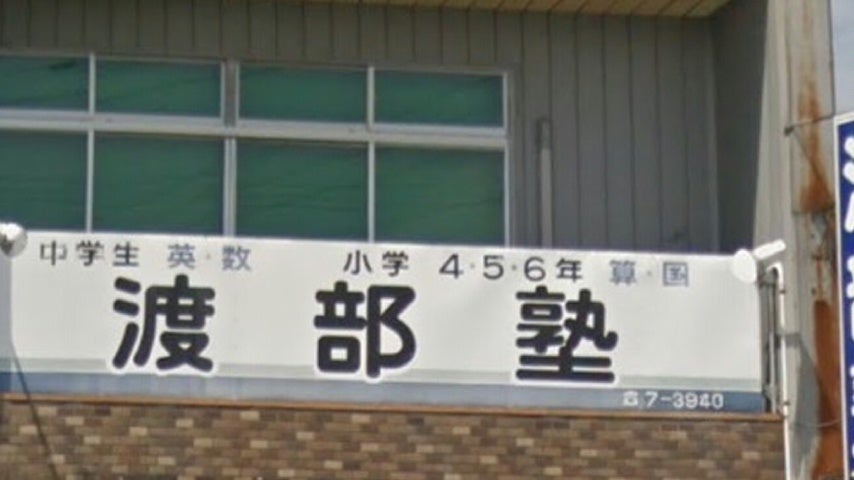 中学生 英・数 小学 4・5・6年 算・国
渡部塾
☎7-3940